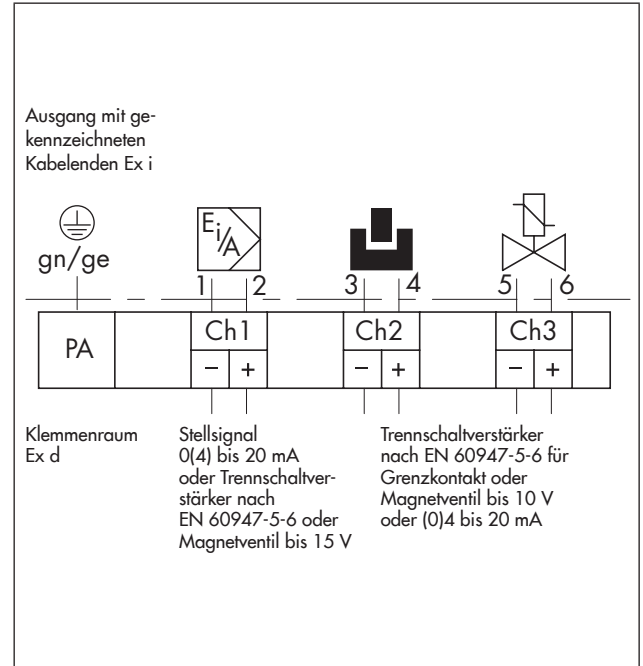 Ausgang mit ge-
kennzeichneten
Kabelenden Ex i
gn/ge
Ei/A
1 2
3 4
5 6
PA
Ch1
Ch2
Ch3
– +
– +
– +
Klemmenraum
Ex d
Stellsignal
0(4) bis 20 mA
oder Trennschaltver-
stärker nach
EN 60947-5-6 oder
Magnetventil bis 15 V
Trennschaltverstärker
nach EN 60947-5-6 für
Grenzkontakt oder
Magnetventil bis 10 V
oder (0)4 bis 20 mA